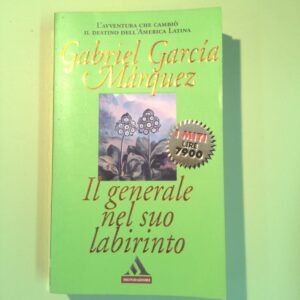 L'AVVENTURA CHE CAMBIÒ
IL DESTINO DELL'AMERICA LATINA
Gabriel García
Márquez
I MITI
LIRE
7900
Il generale
nel suo
labirinto
MONDADORI